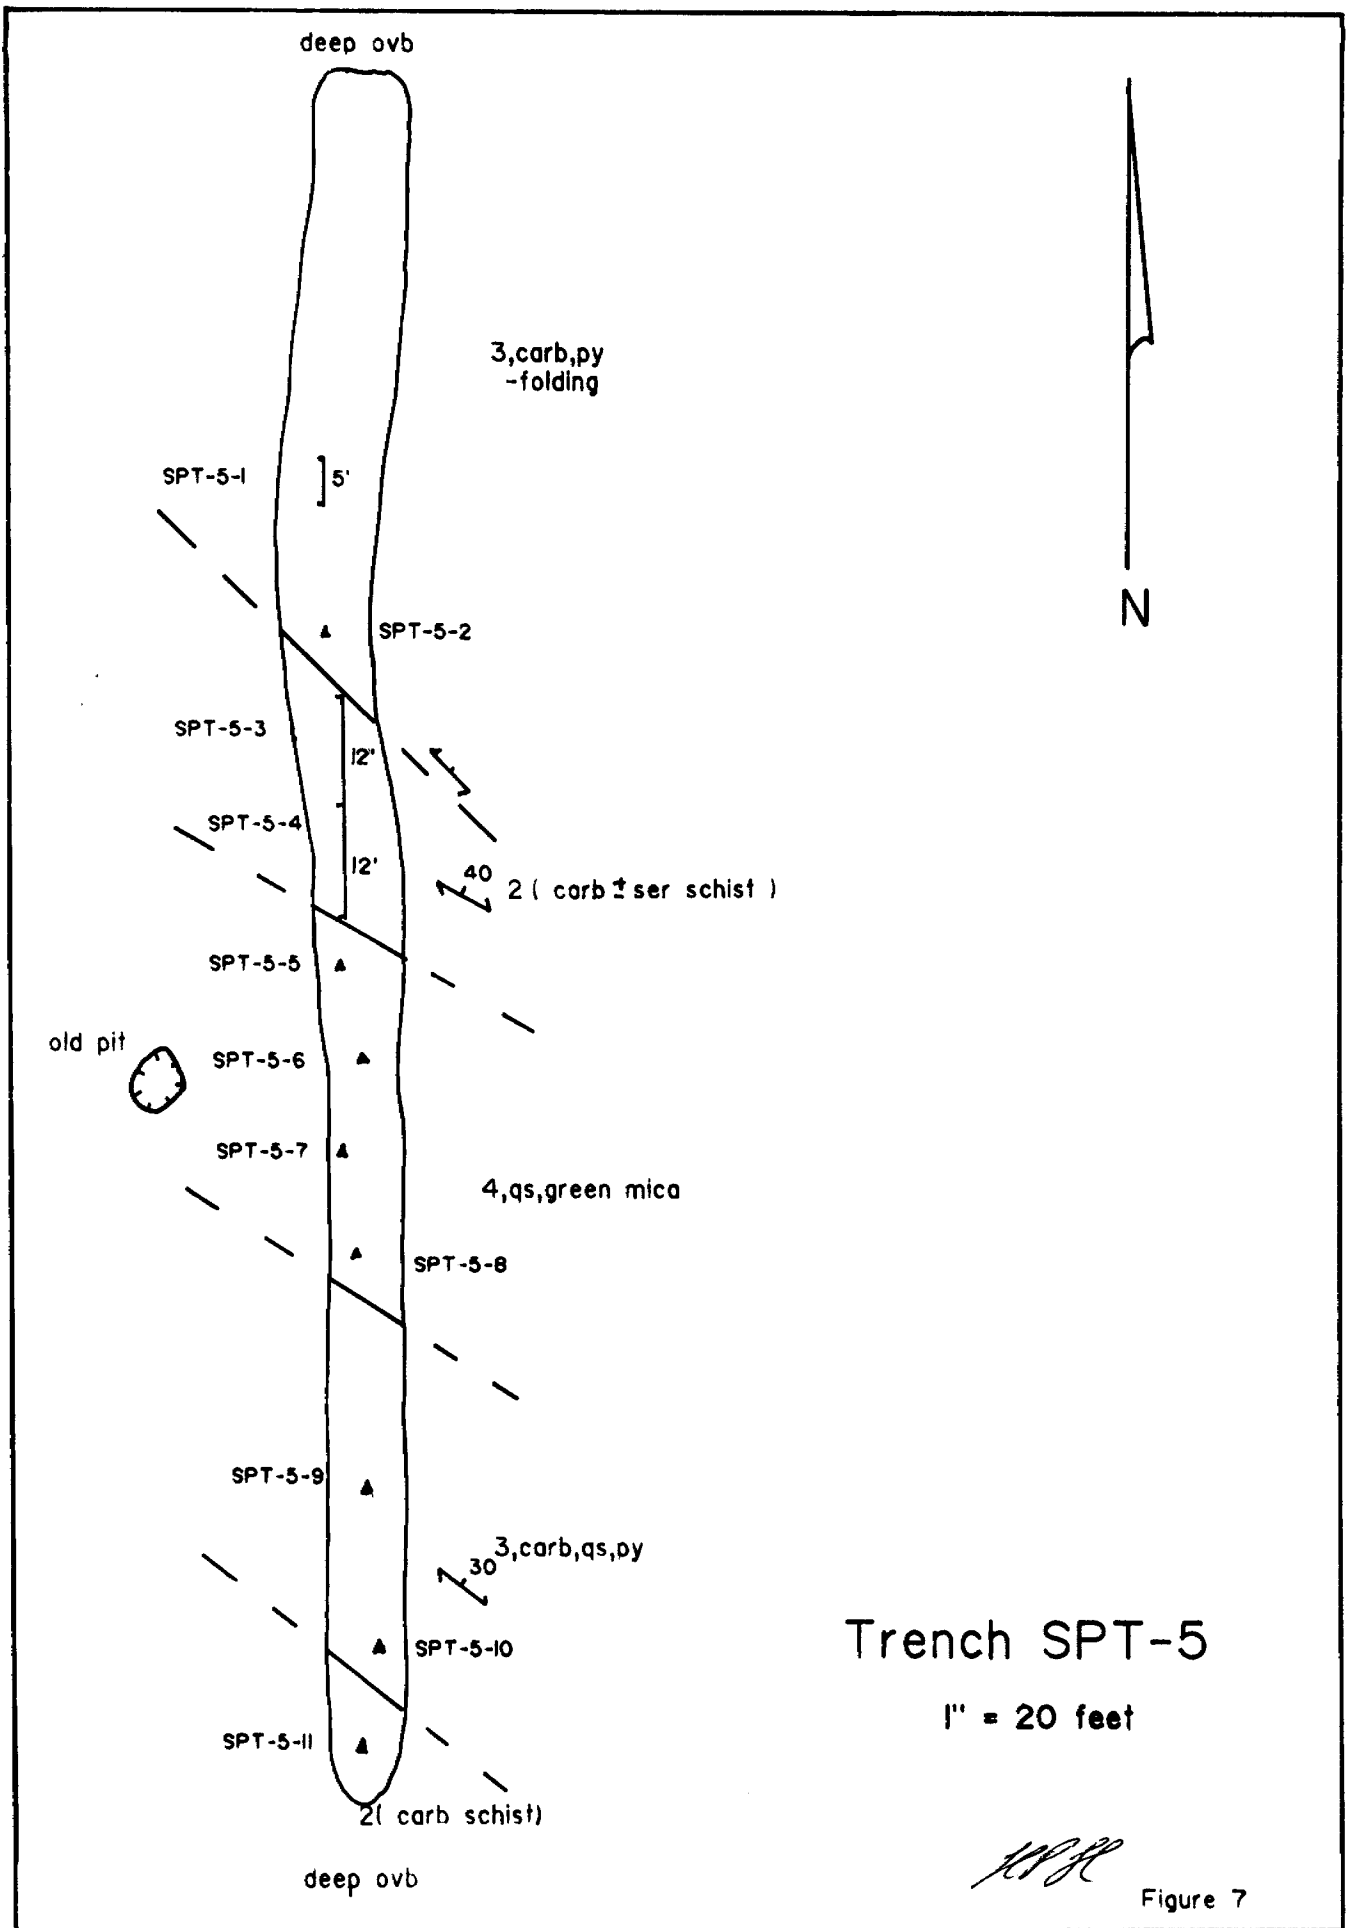 deep ovb
3,carb,py
-folding
SPT-5-1
5'
N
SPT-5-2
SPT-5-3
12'
SPT-5-4
12'
40
2 ( carb ± ser schist )
SPT-5-5
old pit
SPT-5-6
SPT-5-7
4,qs,green mica
SPT-5-8
SPT-5-9
3,carb,qs,py
30
SPT-5-10
Trench SPT-5
1" = 20 feet
SPT-5-11
2( carb schist)
deep ovb
Figure 7